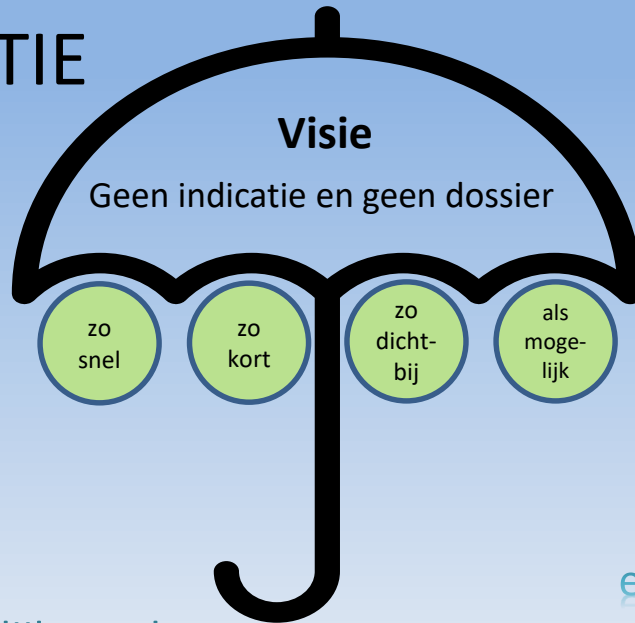 TIE
Visie
Geen indicatie en geen dossier
zo
snel
zo
kort
zo
dicht-
bij
als
moge-
lijk
e